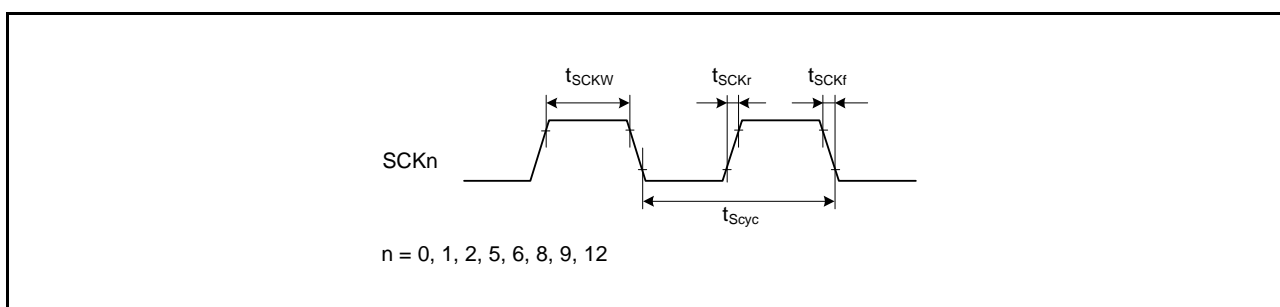 tSCKW
tSCKr
tSCKf
SCKn
tScyc
n = 0, 1, 2, 5, 6, 8, 9, 12